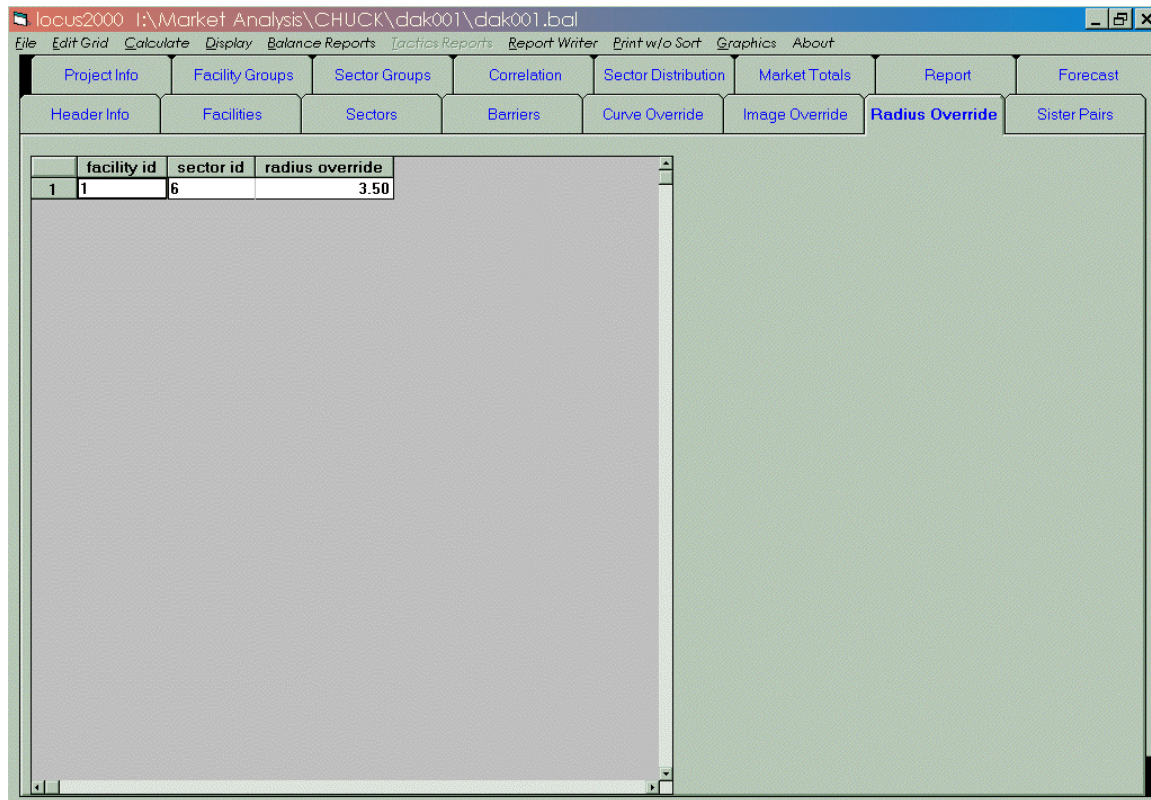 locus2000 I:\Market Analysis\CHUCK\dak001\dak001.bal
File Edit Grid Calculate Display Balance Reports Tactics Reports Report Writer Print w/o Sort Graphics About
Project Info Facility Groups Sector Groups Correlation Sector Distribution Market Totals Report Forecast
Header Info Facilities Sectors Barriers Curve Override Image Override Radius Override Sister Pairs
facility id sector id radius override
1 1 6 3.50